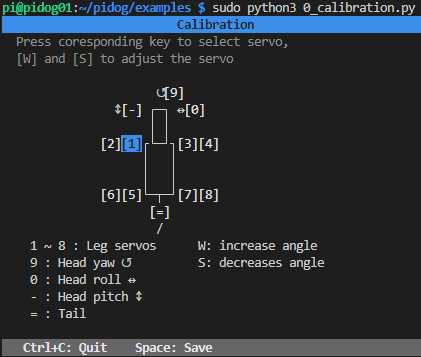 pi@pidog01:~/pidog/examples $ sudo python3 0_calibration.py
Calibration
Press coresponding key to select servo,
[W] and [S] to adjust the servo
↺[9]
↕[-] ↔[0]
[2][1] [3][4]
[6][5] [7][8]
[=]
/
1 ~ 8 : Leg servos W: increase angle
9 : Head yaw ↺ S: decreases angle
0 : Head roll ↔
- : Head pitch ↕
= : Tail
Ctrl+C: Quit Space: Save